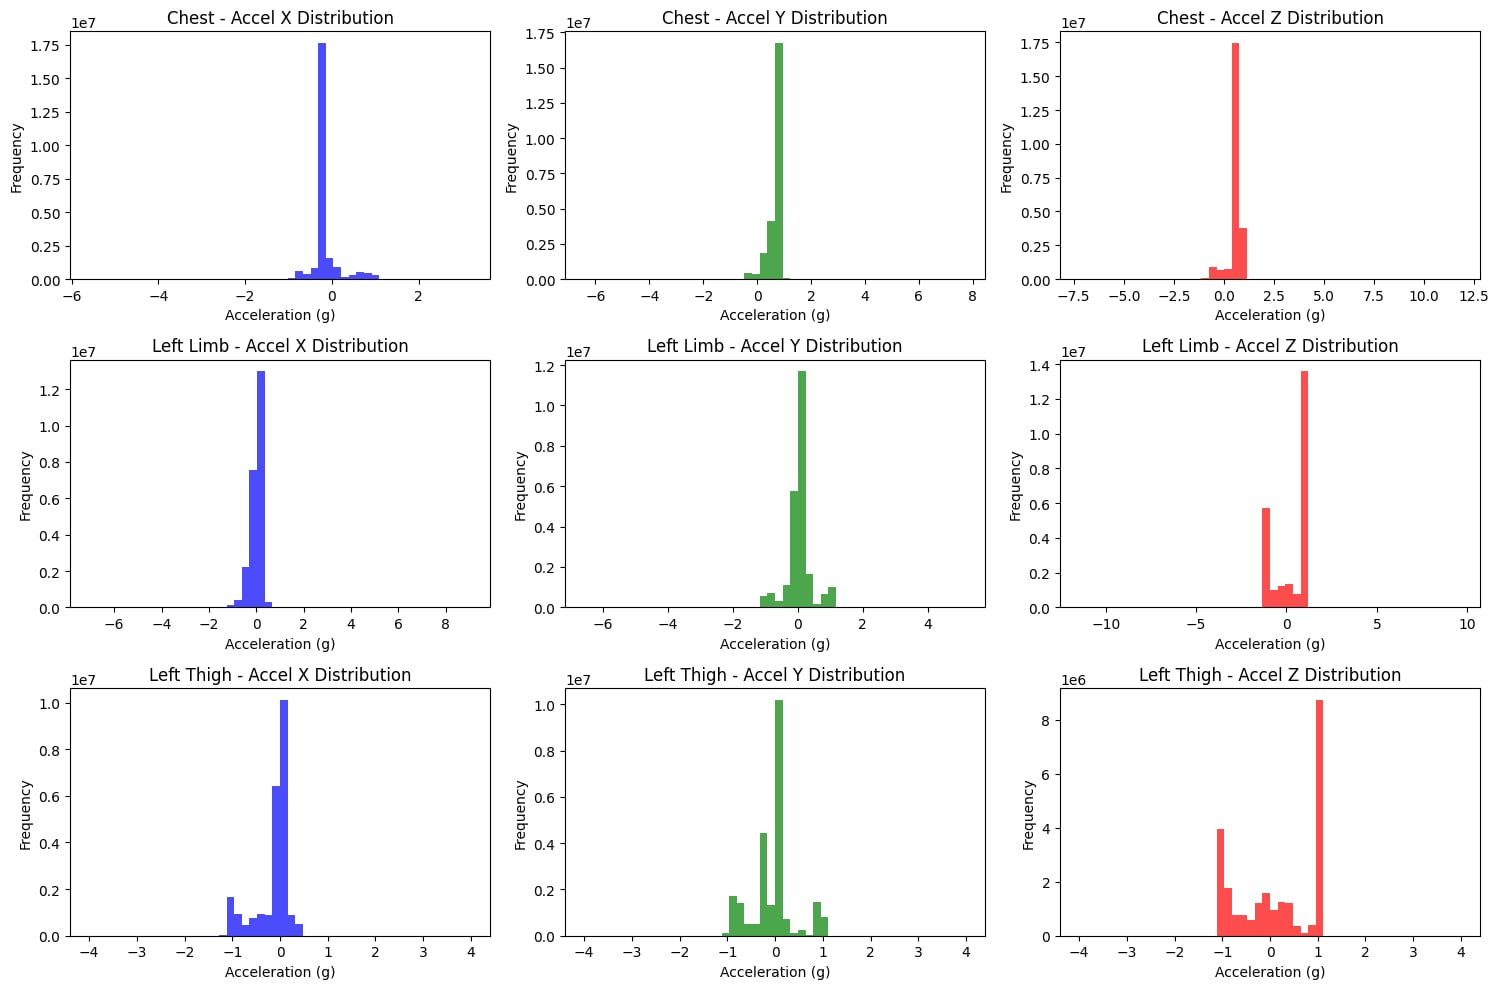 Chest - Accel X Distribution
1e7
1.75
1.50
1.25
1.00
0.75
0.50
0.25
0.00
Frequency
−6 −4 −2 0 2
Acceleration (g)
Chest - Accel Y Distribution
1e7
1.75
1.50
1.25
1.00
0.75
0.50
0.25
0.00
Frequency
−6 −4 −2 0 2 4 6 8
Acceleration (g)
Chest - Accel Z Distribution
1e7
1.75
1.50
1.25
1.00
0.75
0.50
0.25
0.00
Frequency
−7.5 −5.0 −2.5 0.0 2.5 5.0 7.5 10.0 12.5
Acceleration (g)
Left Limb - Accel X Distribution
1e7
1.2
1.0
0.8
0.6
0.4
0.2
0.0
Frequency
−6 −4 −2 0 2 4 6 8
Acceleration (g)
Left Limb - Accel Y Distribution
1e7
1.2
1.0
0.8
0.6
0.4
0.2
0.0
Frequency
−6 −4 −2 0 2 4
Acceleration (g)
Left Limb - Accel Z Distribution
1e7
1.4
1.2
1.0
0.8
0.6
0.4
0.2
0.0
Frequency
−10 −5 0 5 10
Acceleration (g)
Left Thigh - Accel X Distribution
1e7
1.0
0.8
0.6
0.4
0.2
0.0
Frequency
−4 −3 −2 −1 0 1 2 3 4
Acceleration (g)
Left Thigh - Accel Y Distribution
1e7
1.0
0.8
0.6
0.4
0.2
0.0
Frequency
−4 −3 −2 −1 0 1 2 3 4
Acceleration (g)
Left Thigh - Accel Z Distribution
1e6
8
6
4
2
0
Frequency
−4 −3 −2 −1 0 1 2 3 4
Acceleration (g)